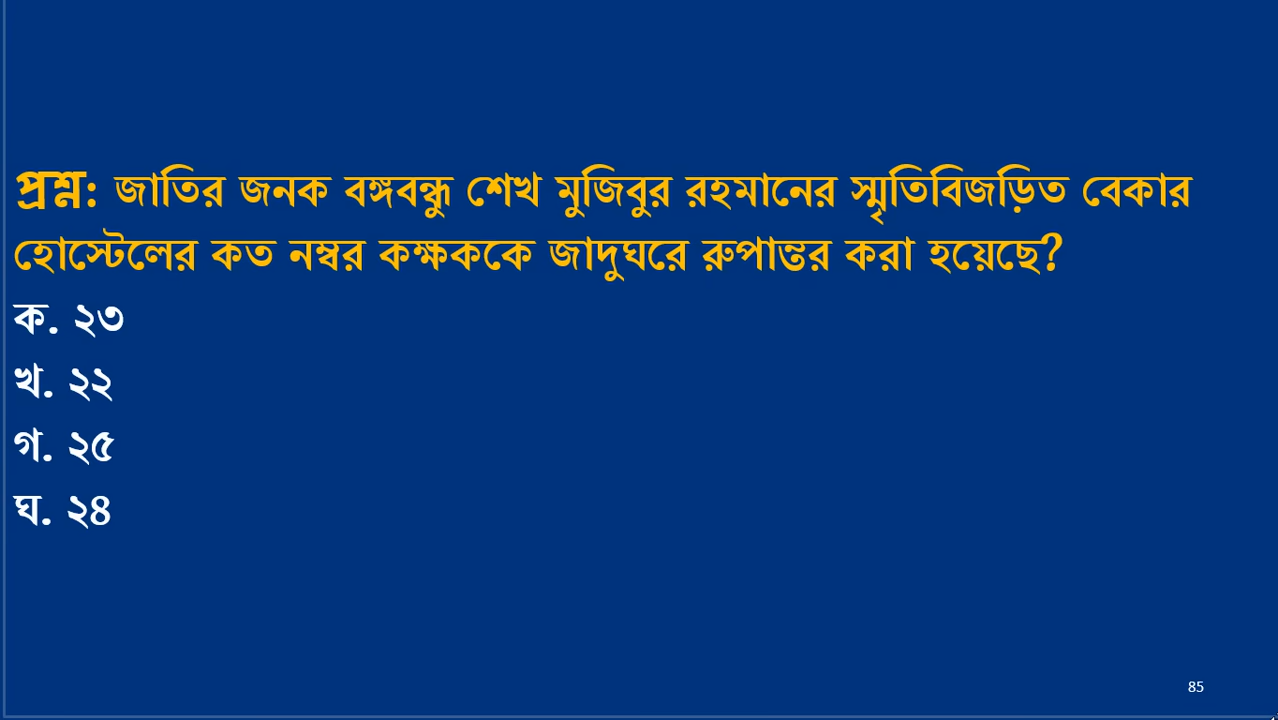 প্রশ্ন: জাতির জনক বঙ্গবন্ধু শেখ মুজিবুর রহমানের স্মৃতিবিজড়িত বেকার
হোস্টেলের কত নম্বর কক্ষককে জাদুঘরে রুপান্তর করা হয়েছে?
ক. ২৩
খ. ২২
গ. ২৫
ঘ. ২৪
85